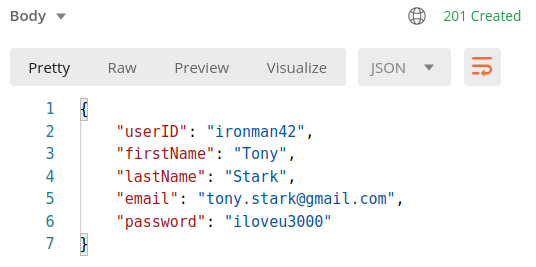 Body 201 Created
Pretty Raw Preview Visualize JSON
1 {
2 "userID": "ironman42",
3 "firstName": "Tony",
4 "lastName": "Stark",
5 "email": "tony.stark@gmail.com",
6 "password": "iloveu3000"
7 }